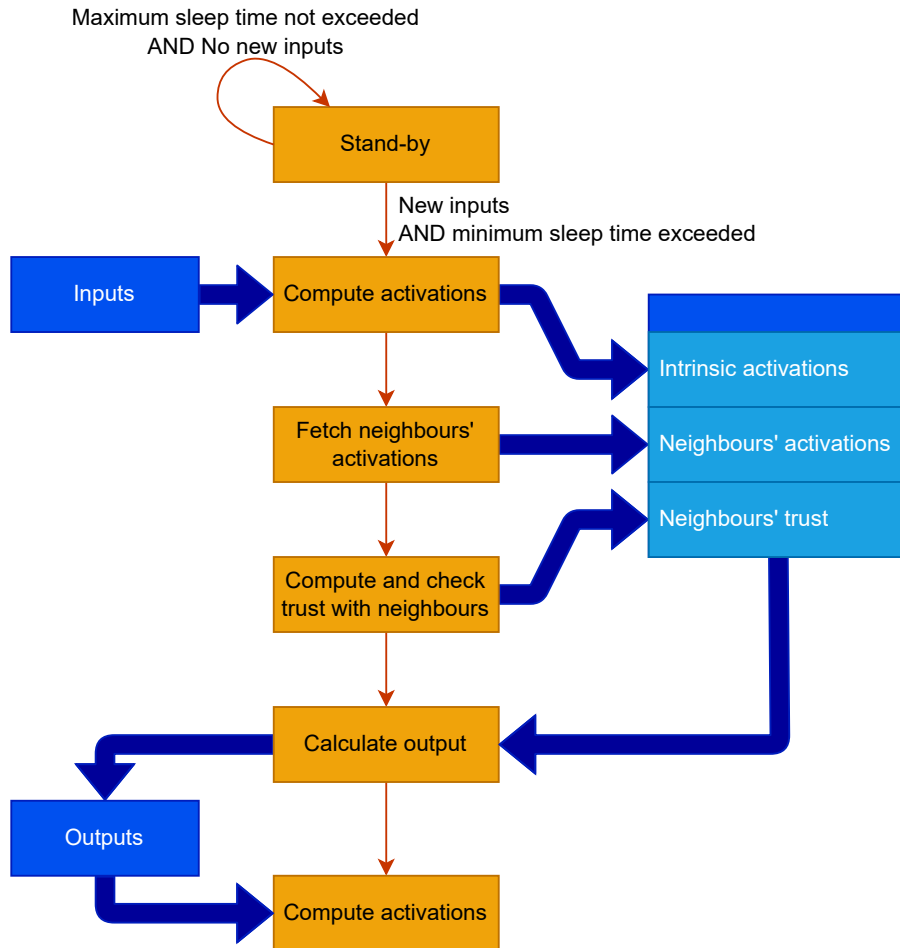 Maximum sleep time not exceeded
AND No new inputs
Stand-by
New inputs
AND minimum sleep time exceeded
Inputs
Compute activations
Intrinsic activations
Fetch neighbours'
activations
Neighbours' activations
Neighbours' trust
Compute and check
trust with neighbours
Calculate output
Outputs
Compute activations